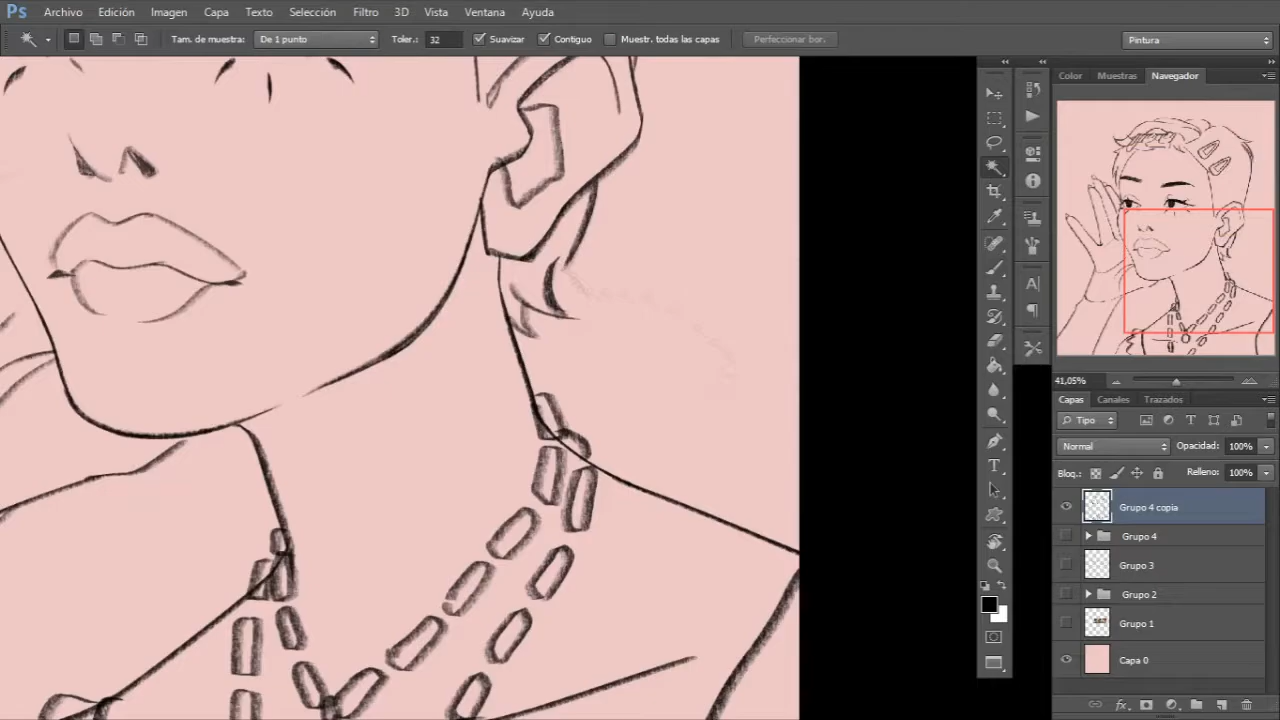 Ps Archivo Edición Imagen Capa Texto Selección Filtro 3D Vista Ventana Ayuda
Tam. de muestra: De 1 punto Toler.: 32 Suavizar Contiguo Muestr. todas las capas Perfeccionar bor. Pintura
Color Muestras Navegador
41,05%
Capas Canales Trazados
Tipo
Normal Opacidad: 100%
Bloq.: Relleno: 100%
Grupo 4 copia
Grupo 4
Grupo 3
Grupo 2
Grupo 1
Capa 0